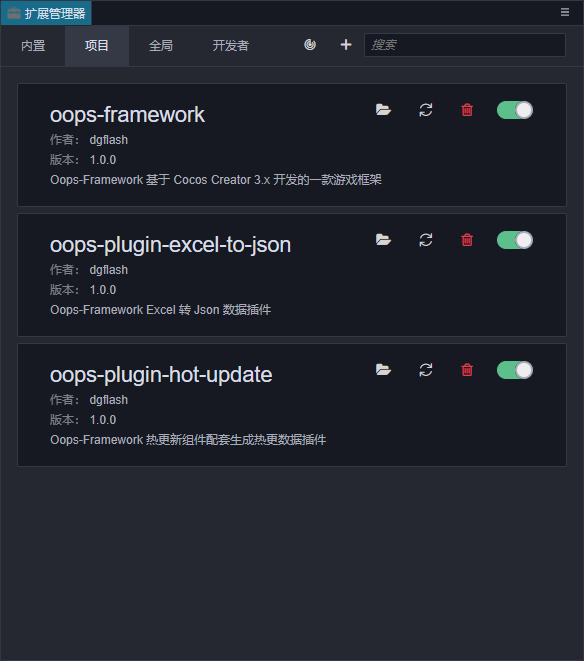 扩展管理器
内置 项目 全局 开发者 搜索
oops-framework
作者： dgflash
版本： 1.0.0
Oops-Framework 基于 Cocos Creator 3.x 开发的一款游戏框架
oops-plugin-excel-to-json
作者： dgflash
版本： 1.0.0
Oops-Framework Excel 转 Json 数据插件
oops-plugin-hot-update
作者： dgflash
版本： 1.0.0
Oops-Framework 热更新组件配套生成热更数据插件